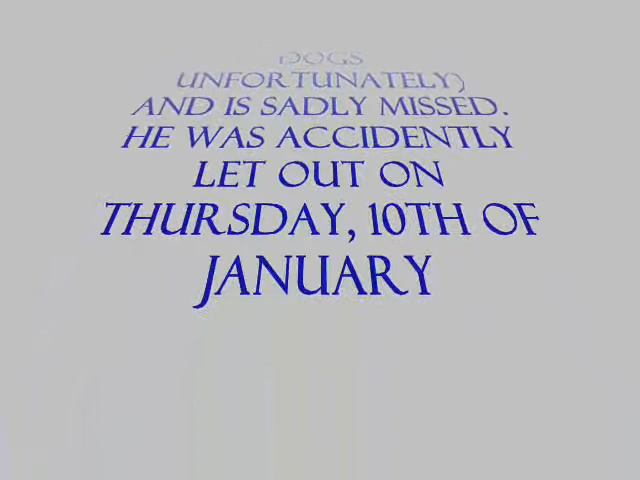 DOGS
UNFORTUNATELY)
AND IS SADLY MISSED.
HE WAS ACCIDENTLY
LET OUT ON
THURSDAY, 10TH OF
JANUARY